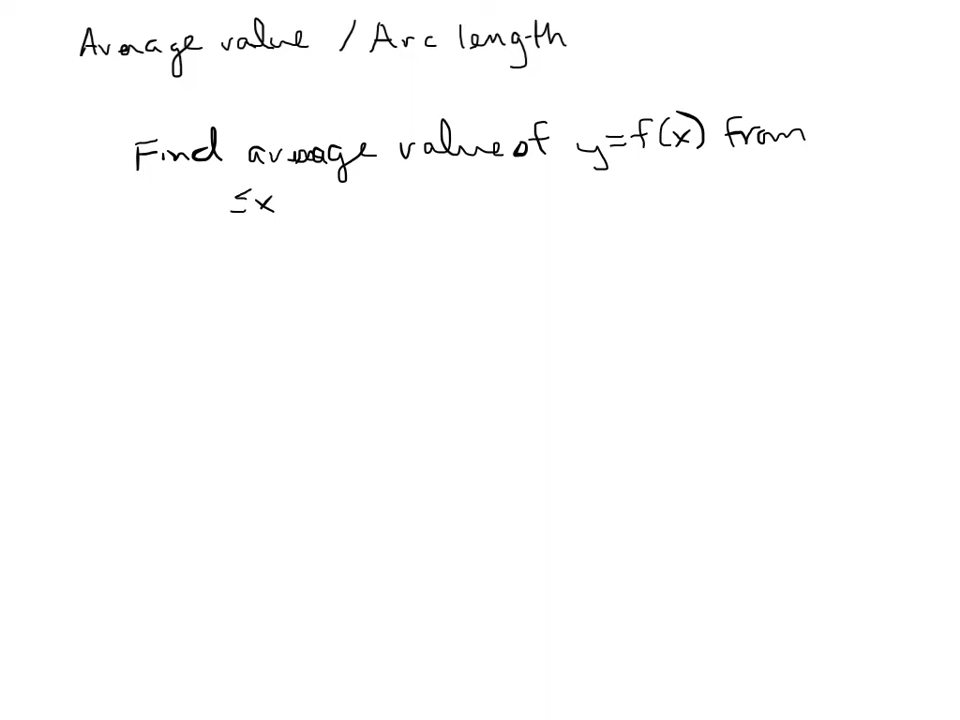 Average value / Arc length
Find average value of y=f(x) from
≤x